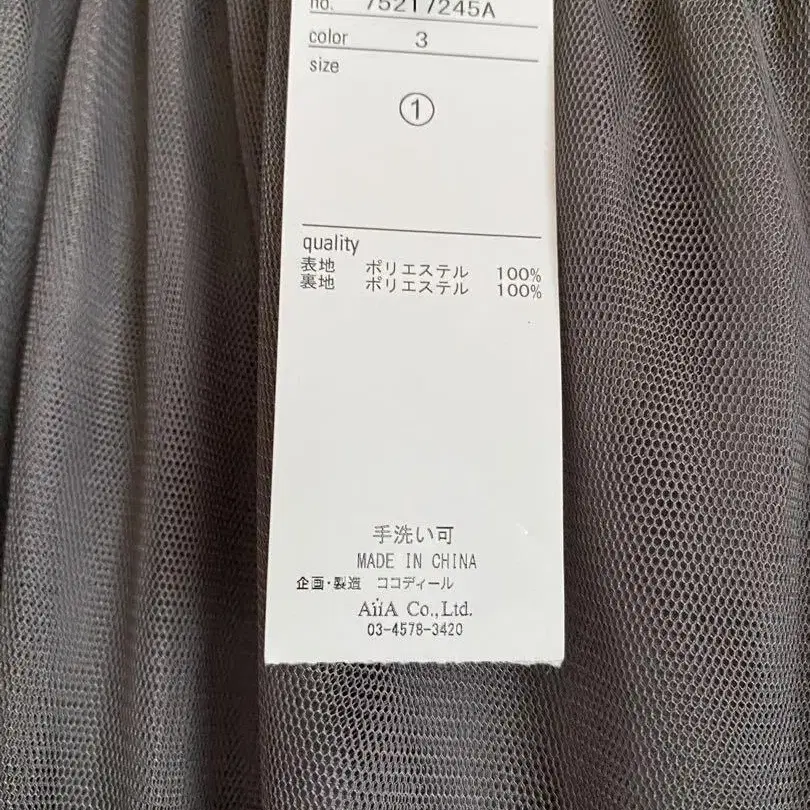 no. 75217245A
color 3
size
①
quality
表地 ポリエステル 100%
裏地 ポリエステル 100%
手洗い可
MADE IN CHINA
企画・製造 ココディール
AiiA Co.,Ltd.
03-4578-3420